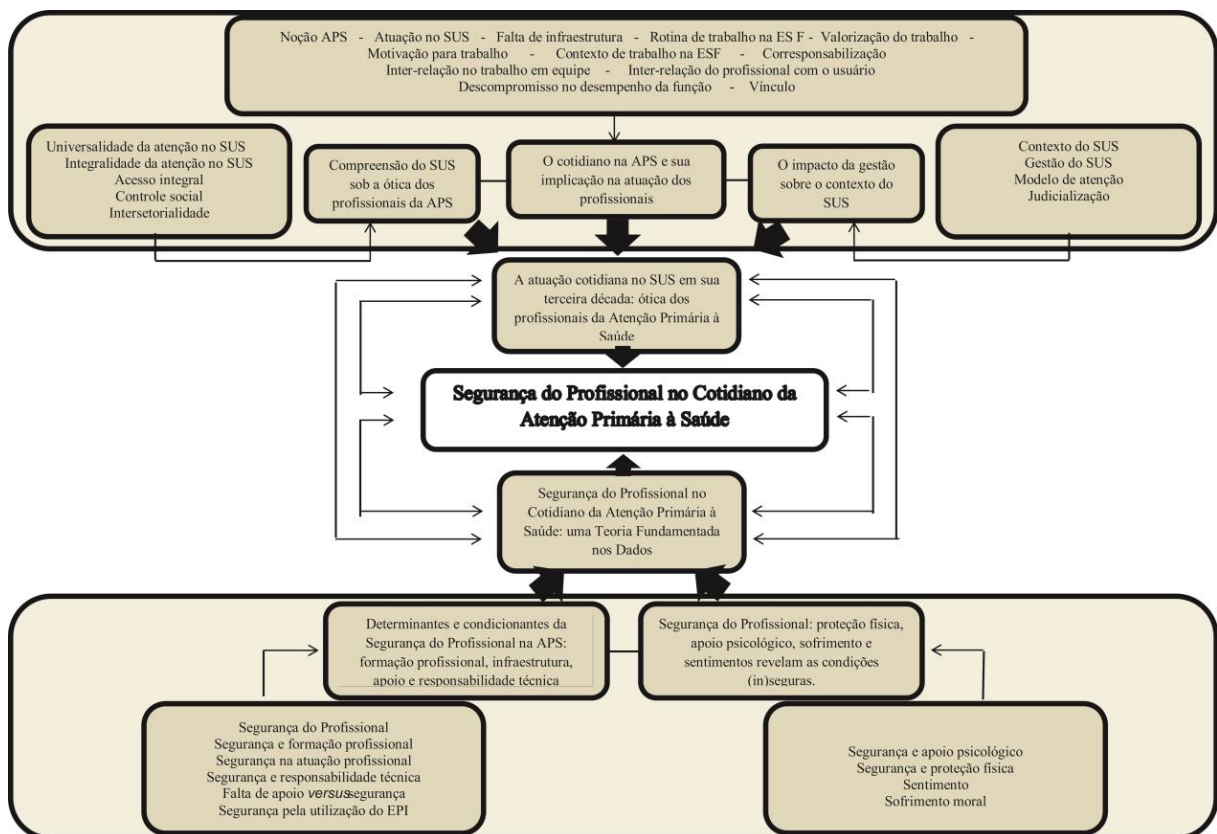 Noção APS - Atuação no SUS - Falta de infraestrutura - Rotina de trabalho na ES F - Valorização do trabalho -
Motivação para trabalho - Contexto de trabalho na ESF - Corresponsabilização
Inter-relação no trabalho em equipe - Inter-relação do profissional com o usuário
Descompromisso no desempenho da função - Vínculo
Universalidade da atenção no SUS
Integralidade da atenção no SUS
Acesso integral
Controle social
Intersetorialidade
Compreensão do SUS
sob a ótica dos
profissionais da APS
O cotidiano na APS e sua
implicação na atuação dos
profissionais
O impacto da gestão
sobre o contexto do
SUS
Contexto do SUS
Gestão do SUS
Modelo de atenção
Judicialização
A atuação cotidiana no SUS em sua
terceira década: ótica dos
profissionais da Atenção Primária à
Saúde
Segurança do Profissional no Cotidiano da
Atenção Primária à Saúde
Segurança do Profissional no
Cotidiano da Atenção Primária à
Saúde: uma Teoria Fundamentada
nos Dados
Determinantes e condicionantes da
Segurança do Profissional na APS:
formação profissional, infraestrutura,
apoio e responsabilidade técnica
Segurança do Profissional: proteção física,
apoio psicológico, sofrimento e
sentimentos revelam as condições
(in)seguras.
Segurança do Profissional
Segurança e formação profissional
Segurança na atuação profissional
Segurança e responsabilidade técnica
Falta de apoio versus segurança
Segurança pela utilização do EPI
Segurança e apoio psicológico
Segurança e proteção física
Sentimento
Sofrimento moral